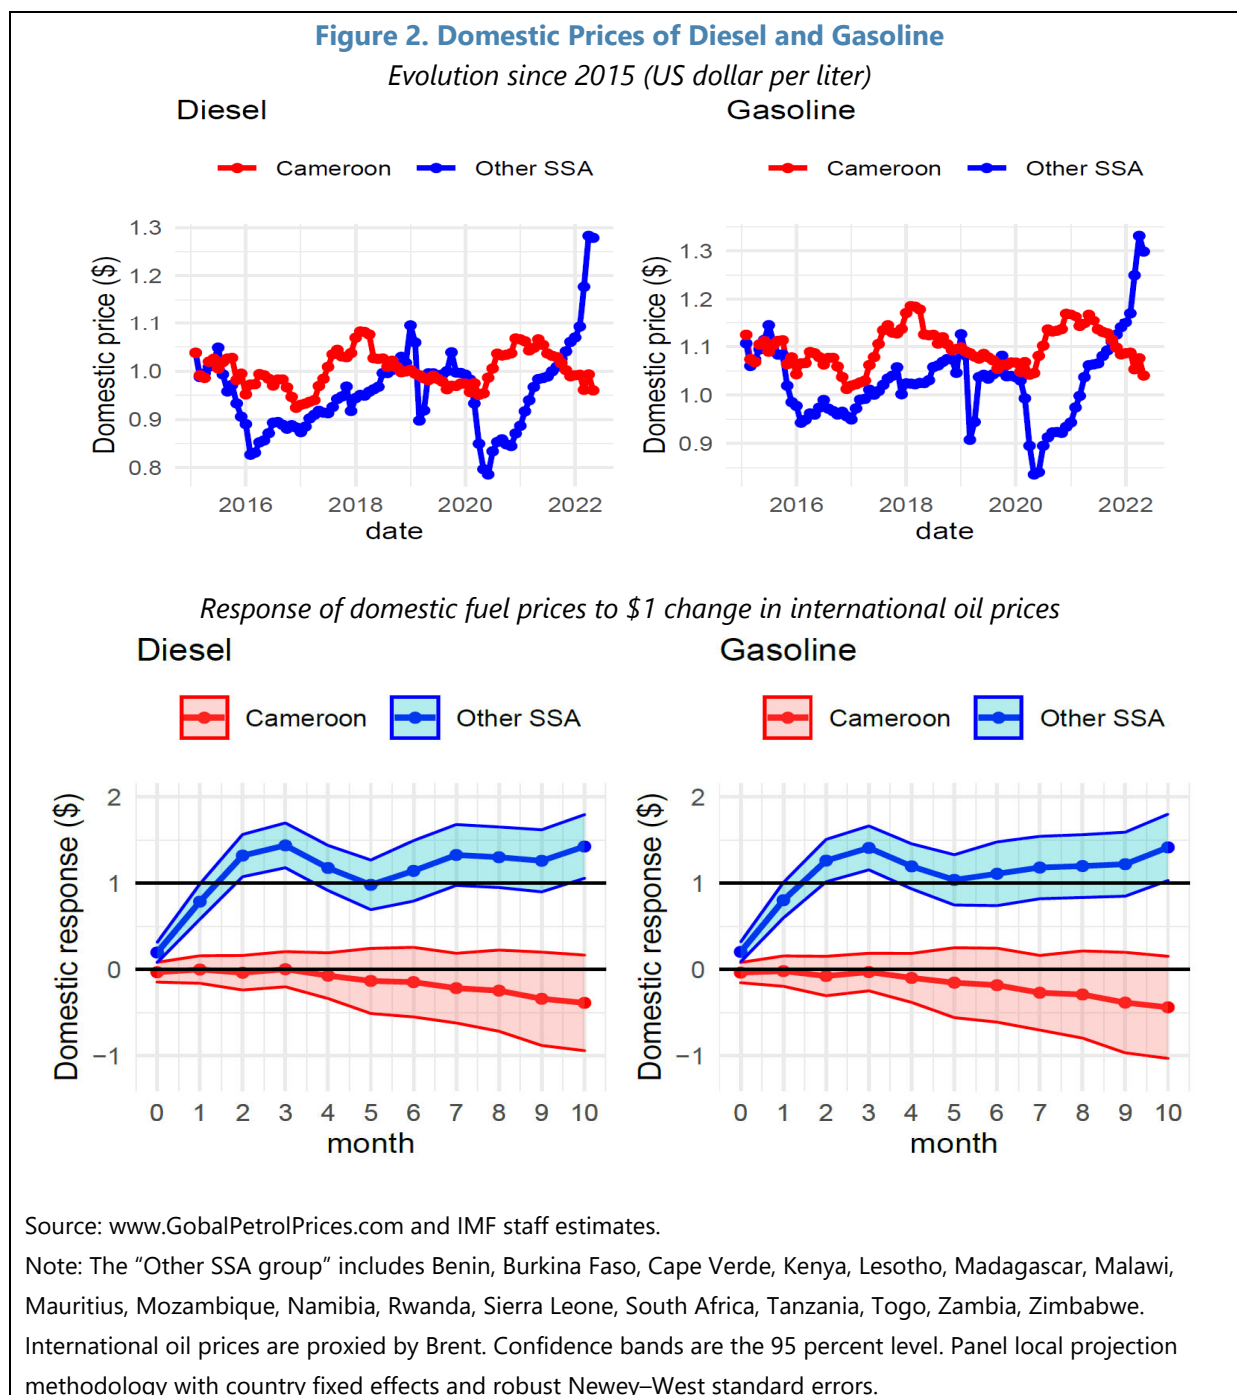 Figure 2. Domestic Prices of Diesel and Gasoline
Evolution since 2015 (US dollar per liter)
Diesel
Cameroon Other SSA
Domestic price ($)
1.3
1.2
1.1
1.0
0.9
0.8
2016 2018 2020 2022
date
Gasoline
Cameroon Other SSA
Domestic price ($)
1.3
1.2
1.1
1.0
0.9
2016 2018 2020 2022
date
Response of domestic fuel prices to $1 change in international oil prices
Diesel
Cameroon Other SSA
Domestic response ($)
2
1
0
−1
0 1 2 3 4 5 6 7 8 9 10
month
Gasoline
Cameroon Other SSA
Domestic response ($)
2
1
0
−1
0 1 2 3 4 5 6 7 8 9 10
month
Source: www.GobalPetrolPrices.com and IMF staff estimates.
Note: The “Other SSA group” includes Benin, Burkina Faso, Cape Verde, Kenya, Lesotho, Madagascar, Malawi,
Mauritius, Mozambique, Namibia, Rwanda, Sierra Leone, South Africa, Tanzania, Togo, Zambia, Zimbabwe.
International oil prices are proxied by Brent. Confidence bands are the 95 percent level. Panel local projection
methodology with country fixed effects and robust Newey–West standard errors.